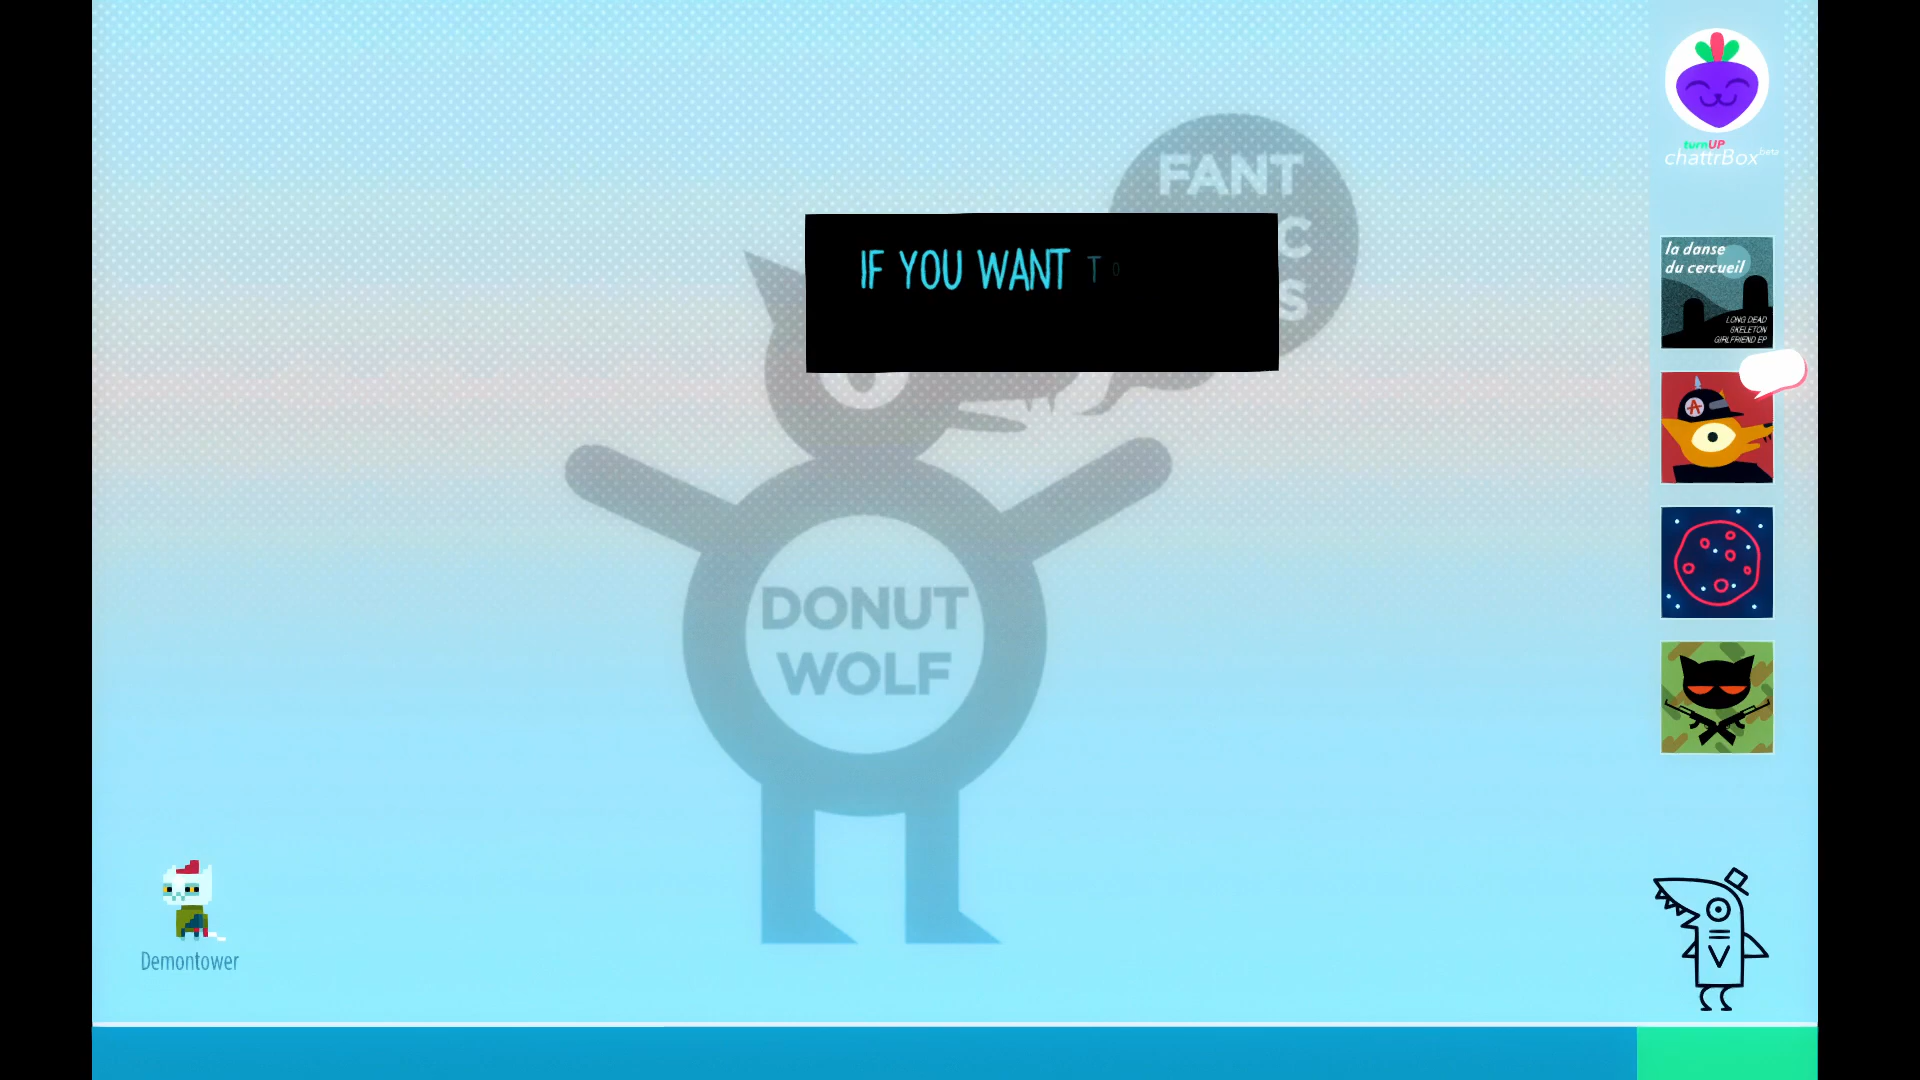 FANT
C
S
IF YOU WANT TO
DONUT
WOLF
turnUP
chattrBox beta
la danse
du cercueil
LONG DEAD
SKELETON
GIRLFRIEND EP
A
Demontower